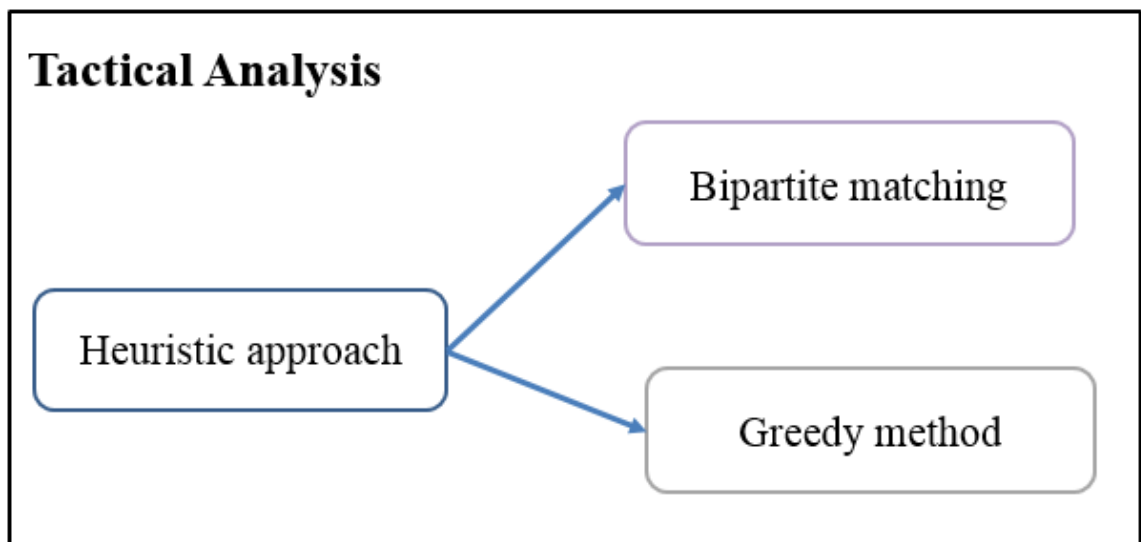 Tactical Analysis
Bipartite matching
Heuristic approach
Greedy method